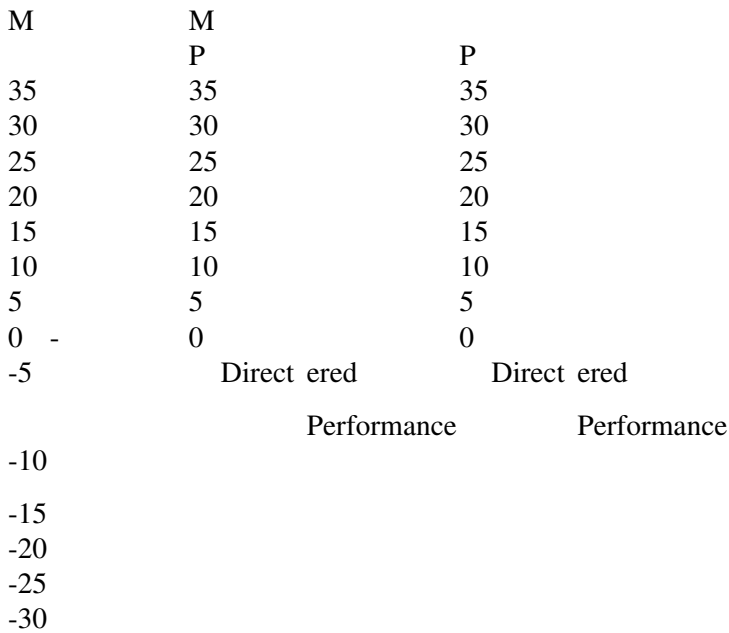 M M
P P
35 35 35
30 30 30
25 25 25
20 20 20
15 15 15
10 10 10
5 5 5
0 - 0 0
-5 Direct ered Direct ered
Performance Performance
-10
-15
-20
-25
-30